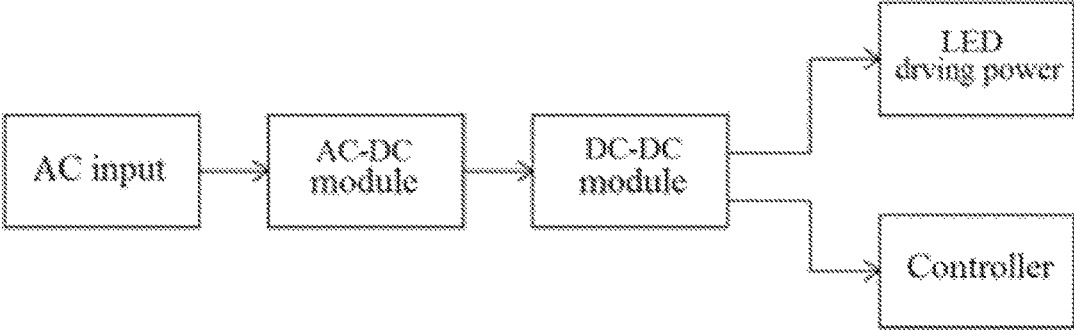 AC input
AC-DC
module
DC-DC
module
LED
drving power
Controller